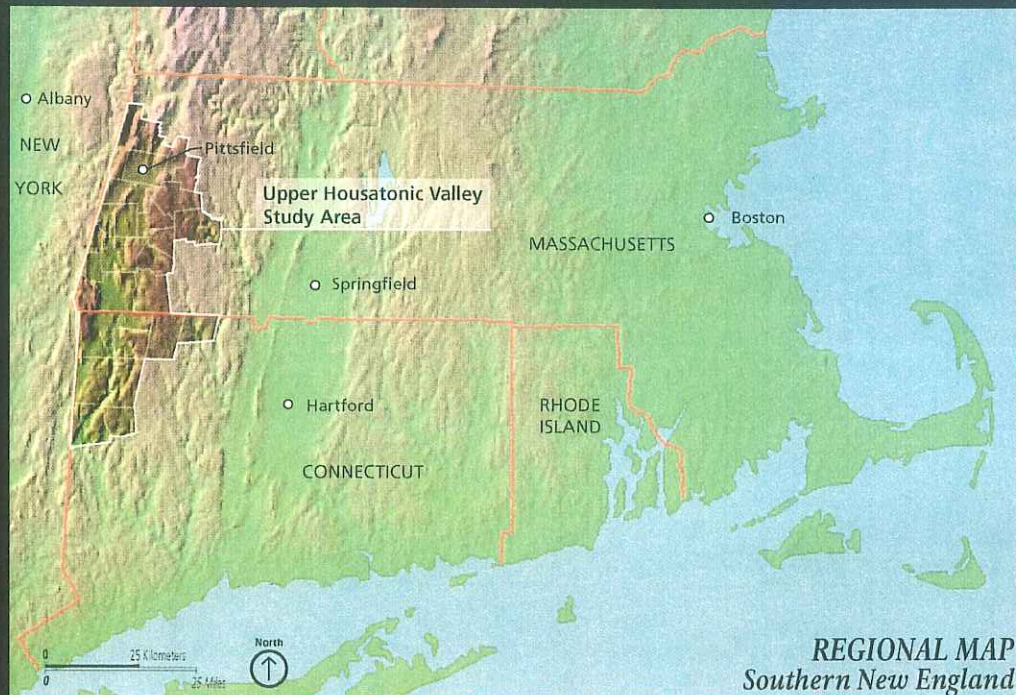 Albany
NEW
YORK
Pittsfield
Upper Housatonic Valley
Study Area
Boston
MASSACHUSETTS
Springfield
Hartford
RHODE
ISLAND
CONNECTICUT
0
25 Kilometers
0
25 Miles
North
REGIONAL MAP
Southern New England